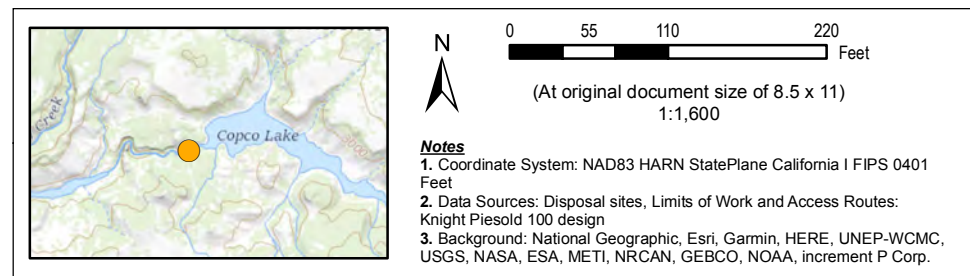 Creek
Copco Lake
N
0 55 110 220
Feet
(At original document size of 8.5 x 11)
1:1,600
Notes
1. Coordinate System: NAD83 HARN StatePlane California I FIPS 0401
Feet
2. Data Sources: Disposal sites, Limits of Work and Access Routes:
Knight Piesold 100 design
3. Background: National Geographic, Esri, Garmin, HERE, UNEP-WCMC,
USGS, NASA, ESA, METI, NRCAN, GEBCO, NOAA, increment P Corp.